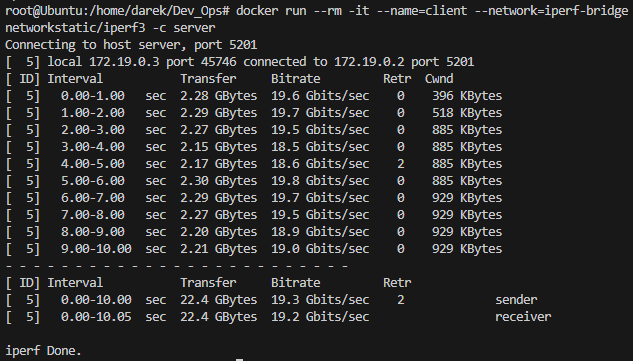 root@Ubuntu:/home/darek/Dev_Ops# docker run --rm -it --name=client --network=iperf-bridge
networkstatic/iperf3 -c server
Connecting to host server, port 5201
[  5] local 172.19.0.3 port 45746 connected to 172.19.0.2 port 5201
[ ID] Interval           Transfer     Bitrate         Retr  Cwnd
[  5]   0.00-1.00   sec  2.28 GBytes  19.6 Gbits/sec    0    396 KBytes
[  5]   1.00-2.00   sec  2.29 GBytes  19.7 Gbits/sec    0    518 KBytes
[  5]   2.00-3.00   sec  2.27 GBytes  19.5 Gbits/sec    0    885 KBytes
[  5]   3.00-4.00   sec  2.15 GBytes  18.5 Gbits/sec    0    885 KBytes
[  5]   4.00-5.00   sec  2.17 GBytes  18.6 Gbits/sec    2    885 KBytes
[  5]   5.00-6.00   sec  2.30 GBytes  19.8 Gbits/sec    0    885 KBytes
[  5]   6.00-7.00   sec  2.29 GBytes  19.7 Gbits/sec    0    929 KBytes
[  5]   7.00-8.00   sec  2.27 GBytes  19.5 Gbits/sec    0    929 KBytes
[  5]   8.00-9.00   sec  2.20 GBytes  18.9 Gbits/sec    0    929 KBytes
[  5]   9.00-10.00  sec  2.21 GBytes  19.0 Gbits/sec    0    929 KBytes
- - - - - - - - - - - - - - - - - - - - - - - - -
[ ID] Interval           Transfer     Bitrate         Retr
[  5]   0.00-10.00  sec  22.4 GBytes  19.3 Gbits/sec    2             sender
[  5]   0.00-10.05  sec  22.4 GBytes  19.2 Gbits/sec                  receiver
iperf Done.